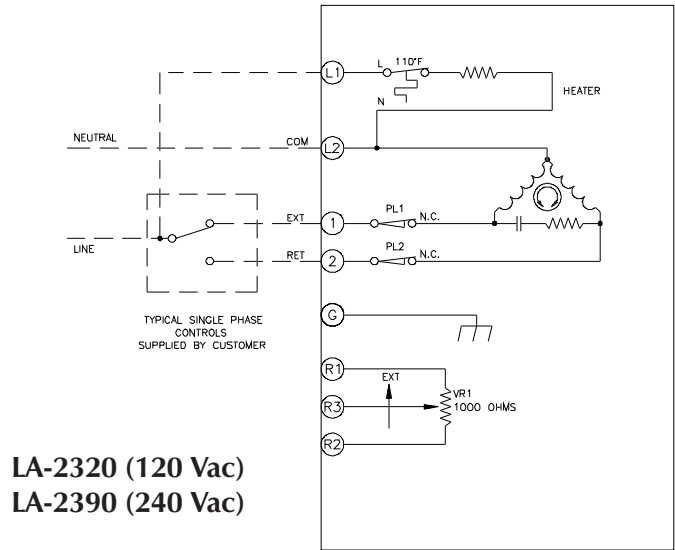 L1
L
110°F
HEATER
N
NEUTRAL
COM
L2
EXT
1
PL1
N.C.
LINE
RET
2
PL2
N.C.
TYPICAL SINGLE PHASE
CONTROLS
SUPPLIED BY CUSTOMER
G
R1
EXT
R3
VR1
1000 OHMS
R2
LA-2320 (120 Vac)
LA-2390 (240 Vac)